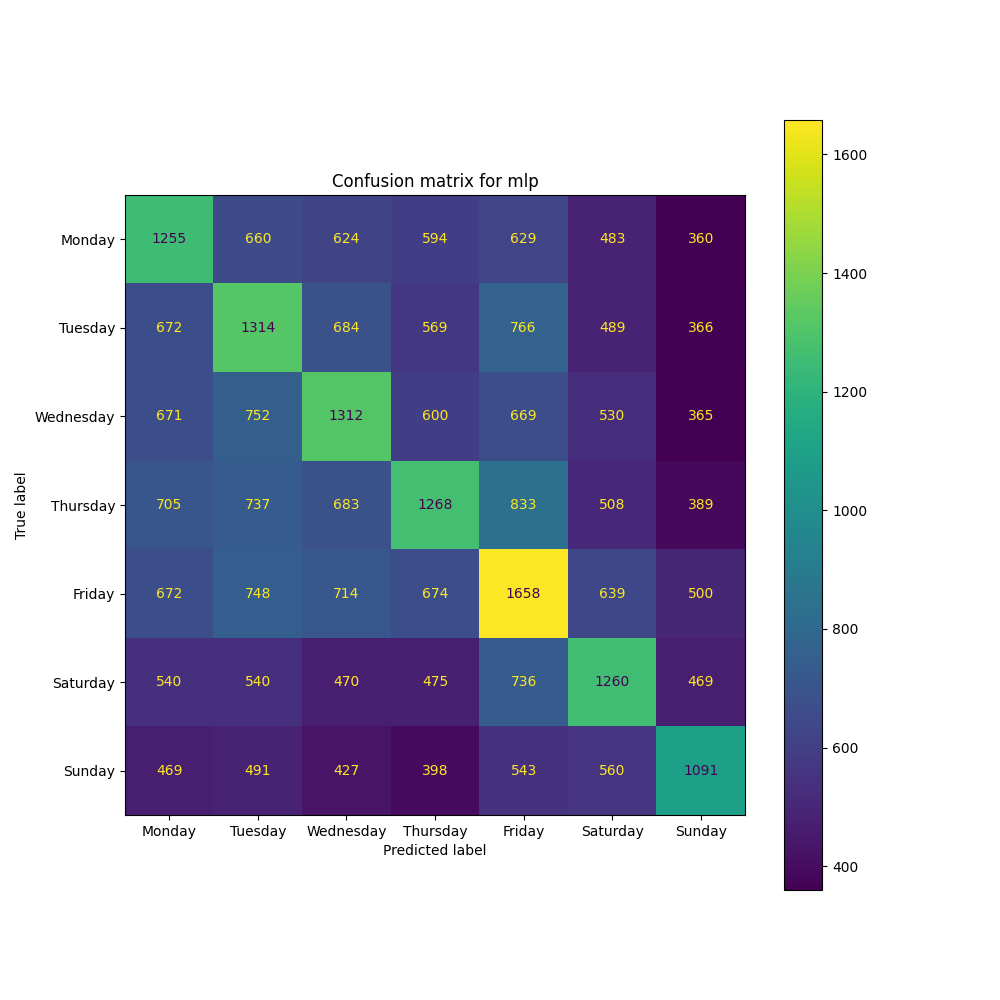 Confusion matrix for mlp
True label
Monday 1255 660 624 594 629 483 360
Tuesday 672 1314 684 569 766 489 366
Wednesday 671 752 1312 600 669 530 365
Thursday 705 737 683 1268 833 508 389
Friday 672 748 714 674 1658 639 500
Saturday 540 540 470 475 736 1260 469
Sunday 469 491 427 398 543 560 1091
Monday Tuesday Wednesday Thursday Friday Saturday Sunday
Predicted label
1600
1400
1200
1000
800
600
400